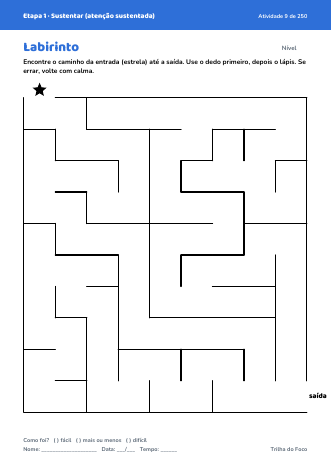 Etapa 1 · Sustentar (atenção sustentada)
Atividade 9 de 250
Labirinto
Nível
Encontre o caminho da entrada (estrela) até a saída. Use o dedo primeiro, depois o lápis. Se
errar, volte com calma.
saída
Como foi? ( ) fácil ( ) mais ou menos ( ) difícil
Nome: ____________________ Data: ___/___ Tempo: ______
Trilha do Foco